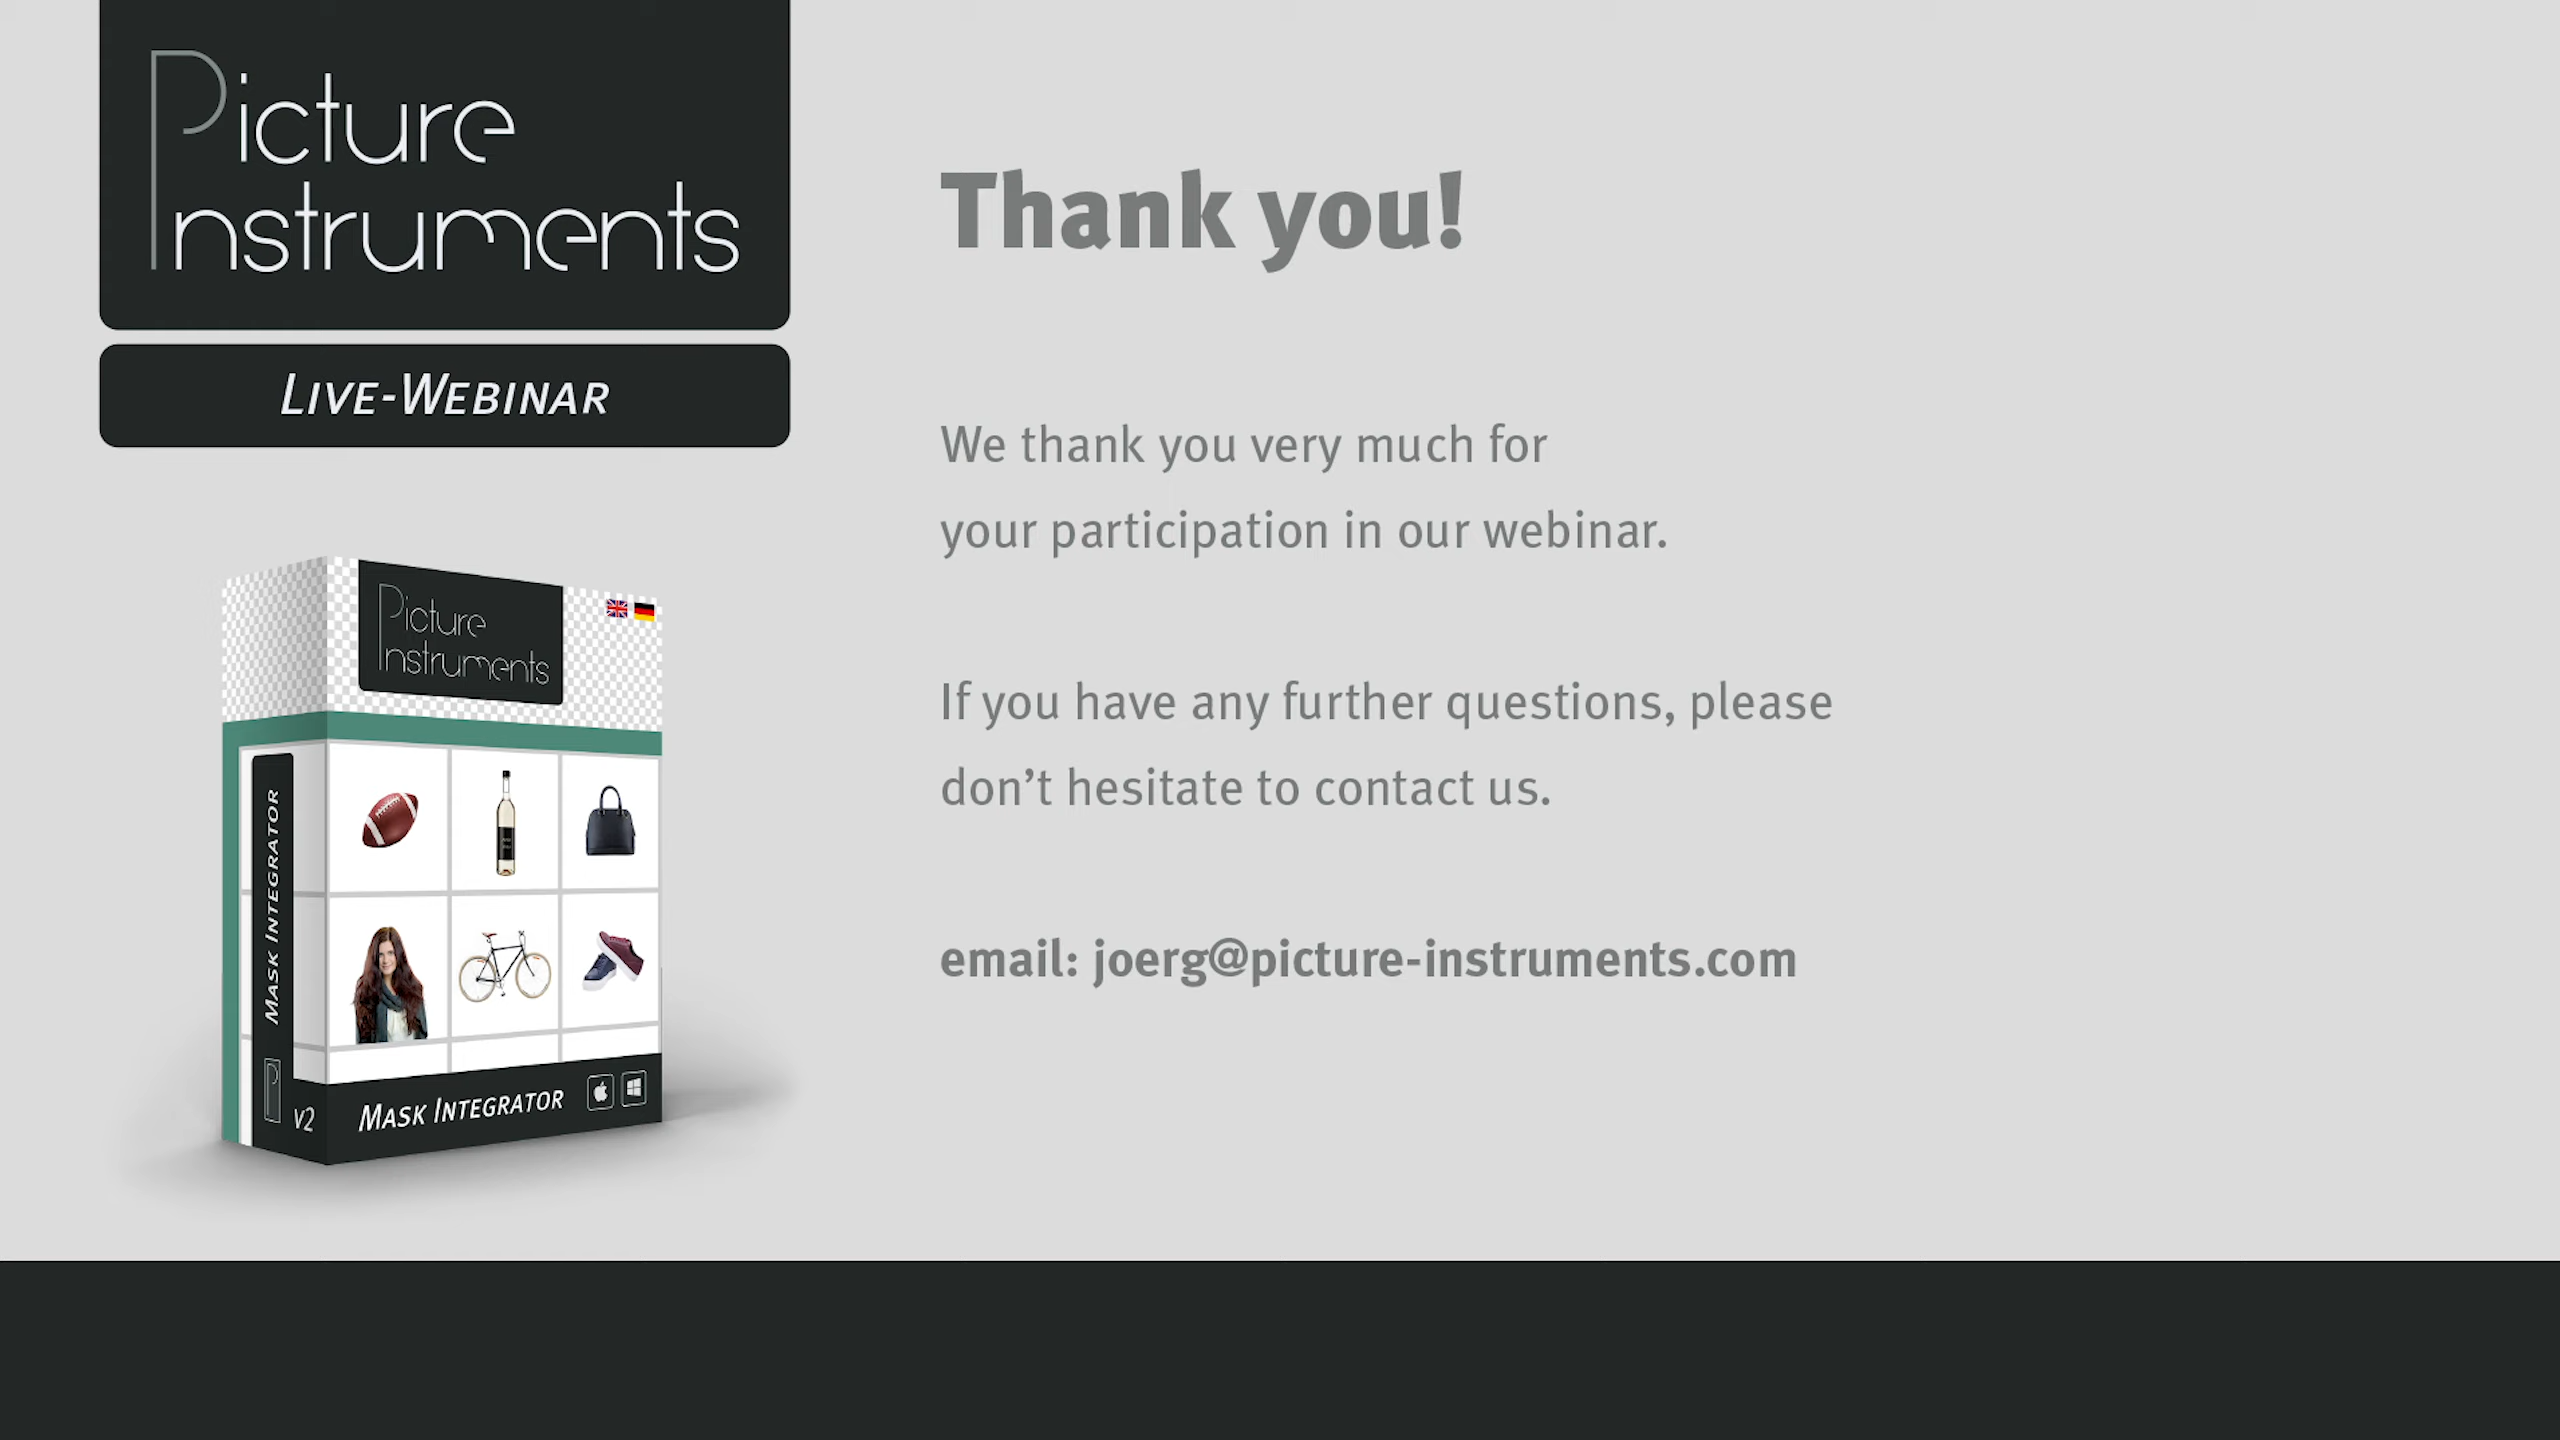 Picture
Instruments
LIVE-WEBINAR
Thank you!
We thank you very much for
your participation in our webinar.
If you have any further questions, please
don’t hesitate to contact us.
email: joerg@picture-instruments.com
Picture
Instruments
MASK INTEGRATOR
P
V2
MASK INTEGRATOR